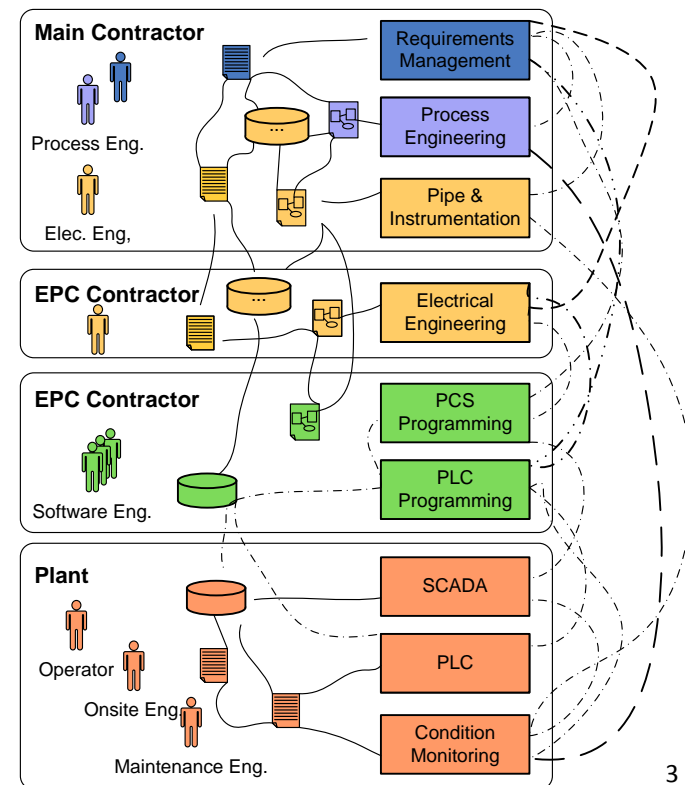 Main Contractor
Requirements
Management
Process Eng.
...
Process
Engineering
Elec. Eng,
Pipe &
Instrumentation
EPC Contractor
...
Electrical
Engineering
EPC Contractor
PCS
Programming
Software Eng.
PLC
Programming
Plant
SCADA
Operator
PLC
Onsite Eng.
Maintenance Eng.
Condition
Monitoring
3